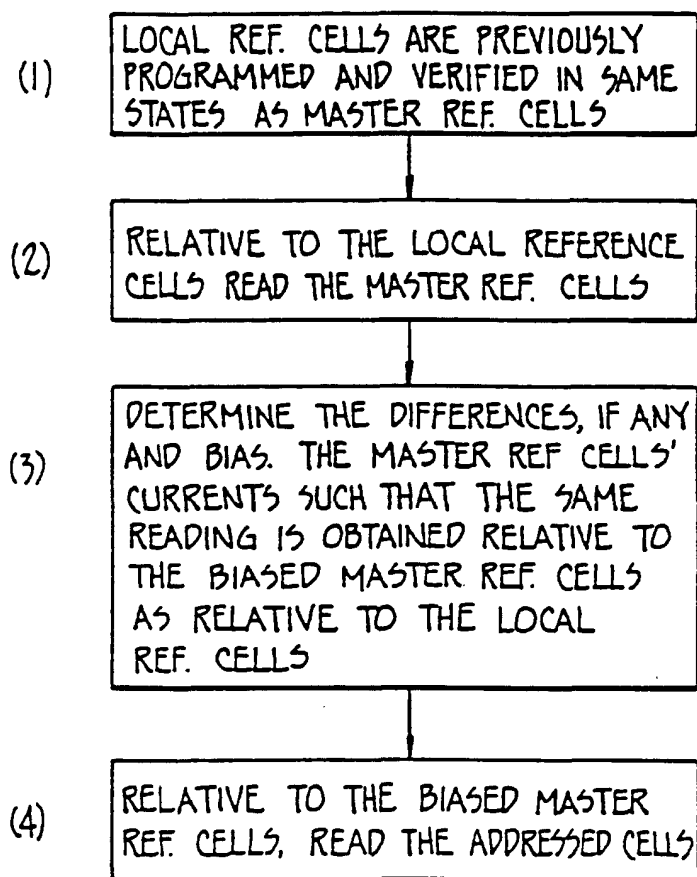 (1)
LOCAL REF. CELLS ARE PREVIOUSLY
PROGRAMMED AND VERIFIED IN SAME
STATES AS MASTER REF. CELLS
(2)
RELATIVE TO THE LOCAL REFERENCE
CELLS READ THE MASTER REF. CELLS
(3)
DETERMINE THE DIFFERENCES, IF ANY
AND BIAS. THE MASTER REF CELLS'
CURRENTS SUCH THAT THE SAME
READING IS OBTAINED RELATIVE TO
THE BIASED MASTER REF. CELLS
AS RELATIVE TO THE LOCAL
REF. CELLS
(4)
RELATIVE TO THE BIASED MASTER
REF. CELLS, READ THE ADDRESSED CELLS